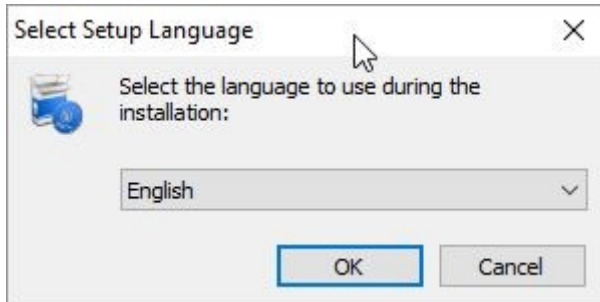 Select Setup Language
Select the language to use during the
installation:
English
OK
Cancel